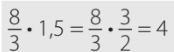 8/3 · 1,5 = 8/3 · 3/2 = 4